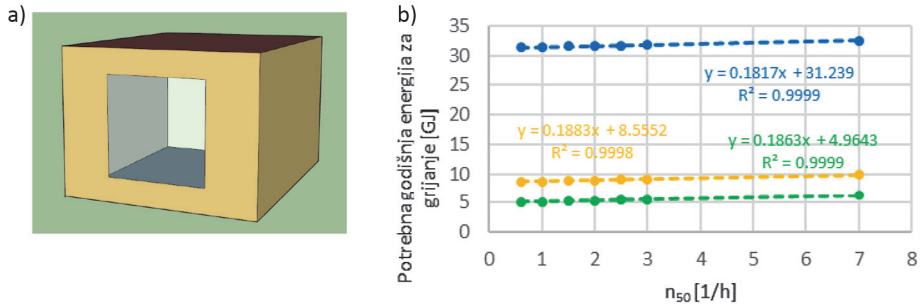 a)
b)
Potrebna godišnja energija za
grijanje [GJ]
35
30
25
20
15
10
5
0
y = 0.1817x + 31.239
R² = 0.9999
y = 0.1883x + 8.5552
R² = 0.9998
y = 0.1863x + 4.9643
R² = 0.9999
0 1 2 3 4 5 6 7 8
n₅₀ [1/h]